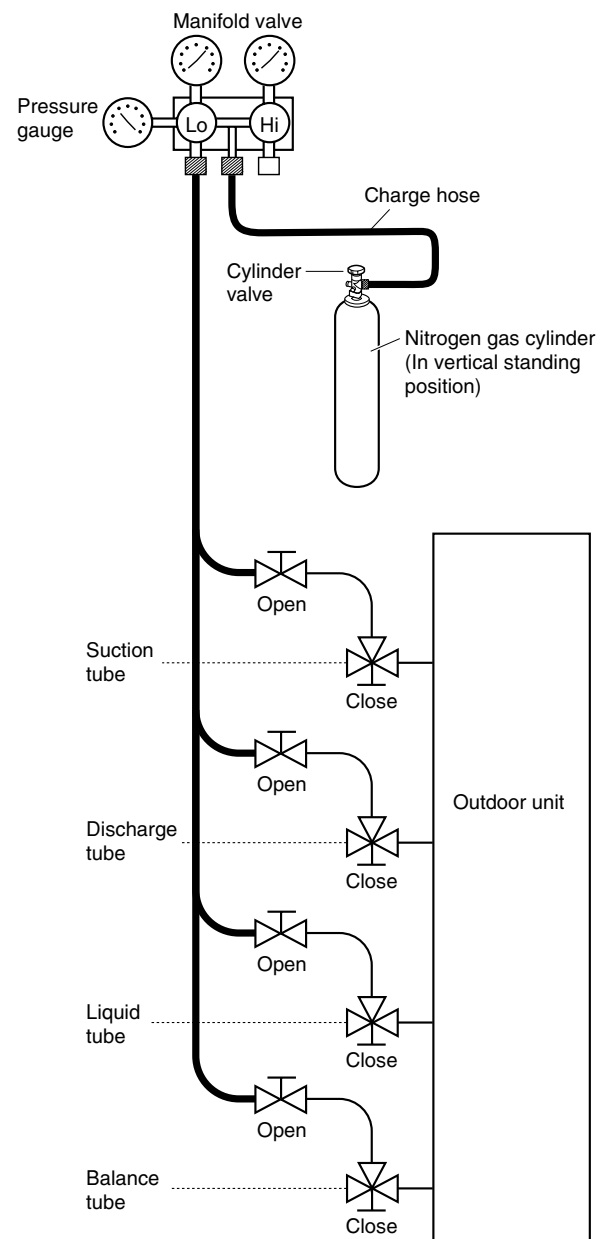 Manifold valve
Pressure
gauge
Lo
Hi
Charge hose
Cylinder
valve
Nitrogen gas cylinder
(In vertical standing
position)
Open
Suction
tube
Close
Open
Outdoor unit
Discharge
tube
Close
Open
Liquid
tube
Close
Open
Balance
tube
Close